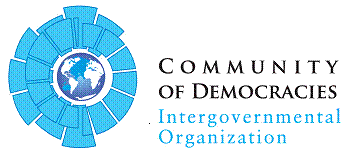 COMMUNITY
OF DEMOCRACIES
Intergovernmental
Organization